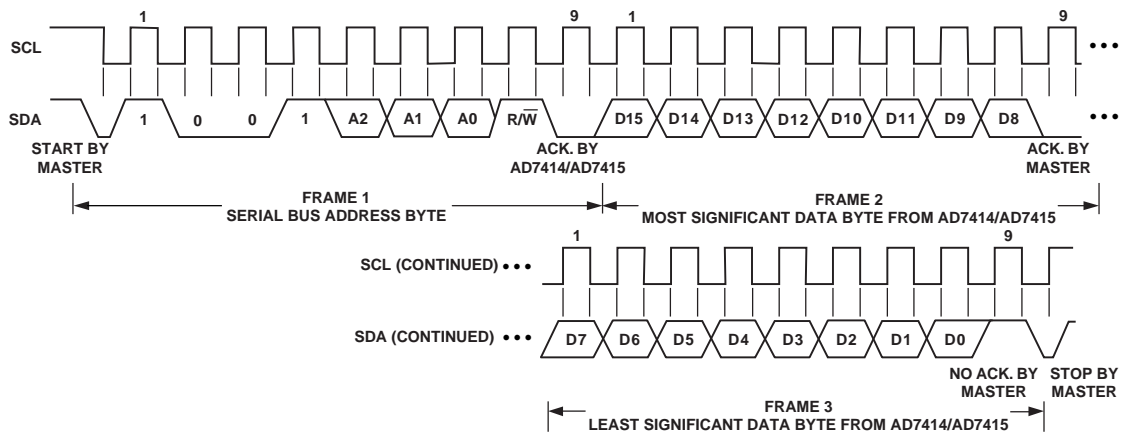 1 9 1 9
SCL
SDA 1 0 0 1 A2 A1 A0 R/W̅ D15 D14 D13 D12 D10 D11 D9 D8
START BY
MASTER
ACK. BY
AD7414/AD7415
ACK. BY
MASTER
FRAME 1
SERIAL BUS ADDRESS BYTE
FRAME 2
MOST SIGNIFICANT DATA BYTE FROM AD7414/AD7415
1 9
SCL (CONTINUED)
SDA (CONTINUED) D7 D6 D5 D4 D3 D2 D1 D0
NO ACK. BY
MASTER
STOP BY
MASTER
FRAME 3
LEAST SIGNIFICANT DATA BYTE FROM AD7414/AD7415